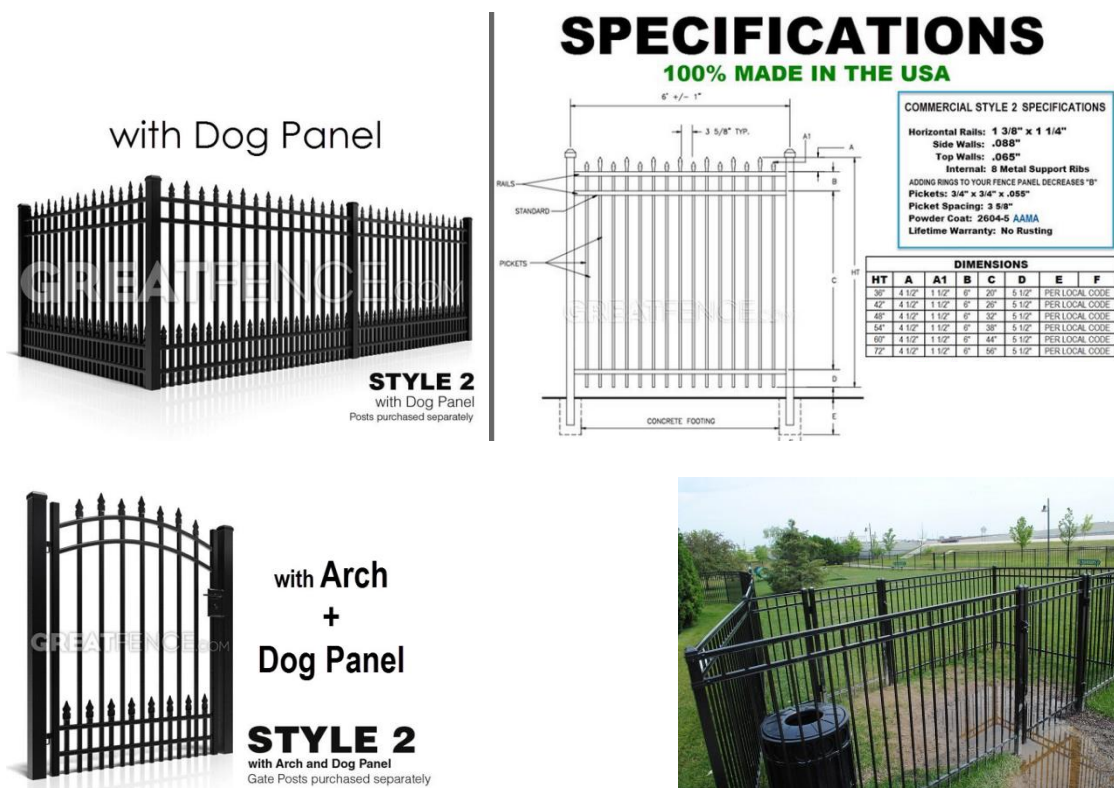 with Dog Panel
GREATFENCE.COM
STYLE 2
with Dog Panel
Posts purchased separately
SPECIFICATIONS
100% MADE IN THE USA
6' +/- 1"
3 5/8" TYP.
A1
A
RAILS
B
STANDARD
PICKETS
HT
C
GREATFENCE.COM
D
E
CONCRETE FOOTING
COMMERCIAL STYLE 2 SPECIFICATIONS
Horizontal Rails: 1 3/8" x 1 1/4"
Side Walls: .088"
Top Walls: .065"
Internal: 8 Metal Support Ribs
ADDING RINGS TO YOUR FENCE PANEL DECREASES "B"
Pickets: 3/4" x 3/4" x .055"
Picket Spacing: 3 5/8"
Powder Coat: 2604-5 AAMA
Lifetime Warranty: No Rusting
DIMENSIONS
HT A A1 B C D E F
36" 4 1/2" 1 1/2" 6" 20" 5 1/2" PER LOCAL CODE
42" 4 1/2" 1 1/2" 6" 26" 5 1/2" PER LOCAL CODE
48" 4 1/2" 1 1/2" 6" 32" 5 1/2" PER LOCAL CODE
54" 4 1/2" 1 1/2" 6" 38" 5 1/2" PER LOCAL CODE
60" 4 1/2" 1 1/2" 6" 44" 5 1/2" PER LOCAL CODE
72" 4 1/2" 1 1/2" 6" 56" 5 1/2" PER LOCAL CODE
GREATFENCE.COM
with Arch
+
Dog Panel
STYLE 2
with Arch and Dog Panel
Gate Posts purchased separately